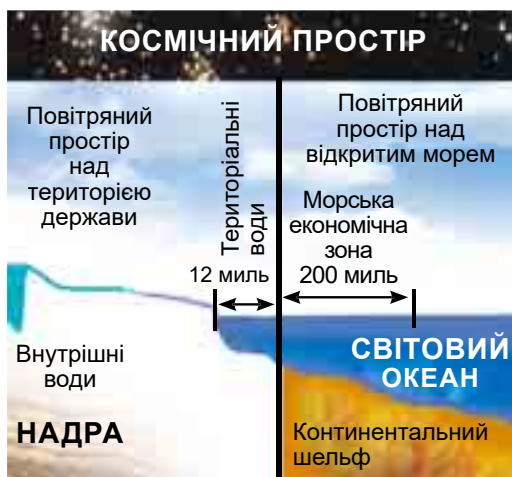 КОСМІЧНИЙ ПРОСТІР
Повітряний
простір
над
територією
держави
Територіальні
води
12 миль
Повітряний
простір над
відкритим морем
Морська
економічна
зона
200 миль
Внутрішні
води
НАДРА
СВІТОВИЙ
ОКЕАН
Континентальний
шельф